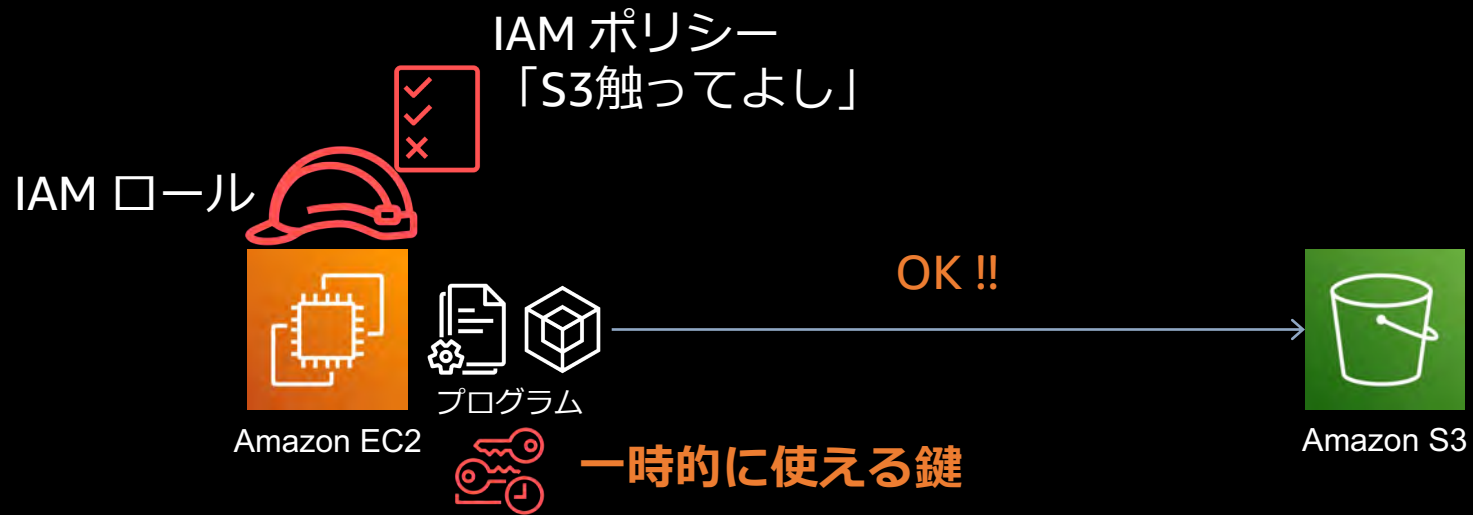 IAM ポリシー
「S3触ってよし」
IAM ロール
OK !!
プログラム
Amazon EC2
Amazon S3
一時的に使える鍵